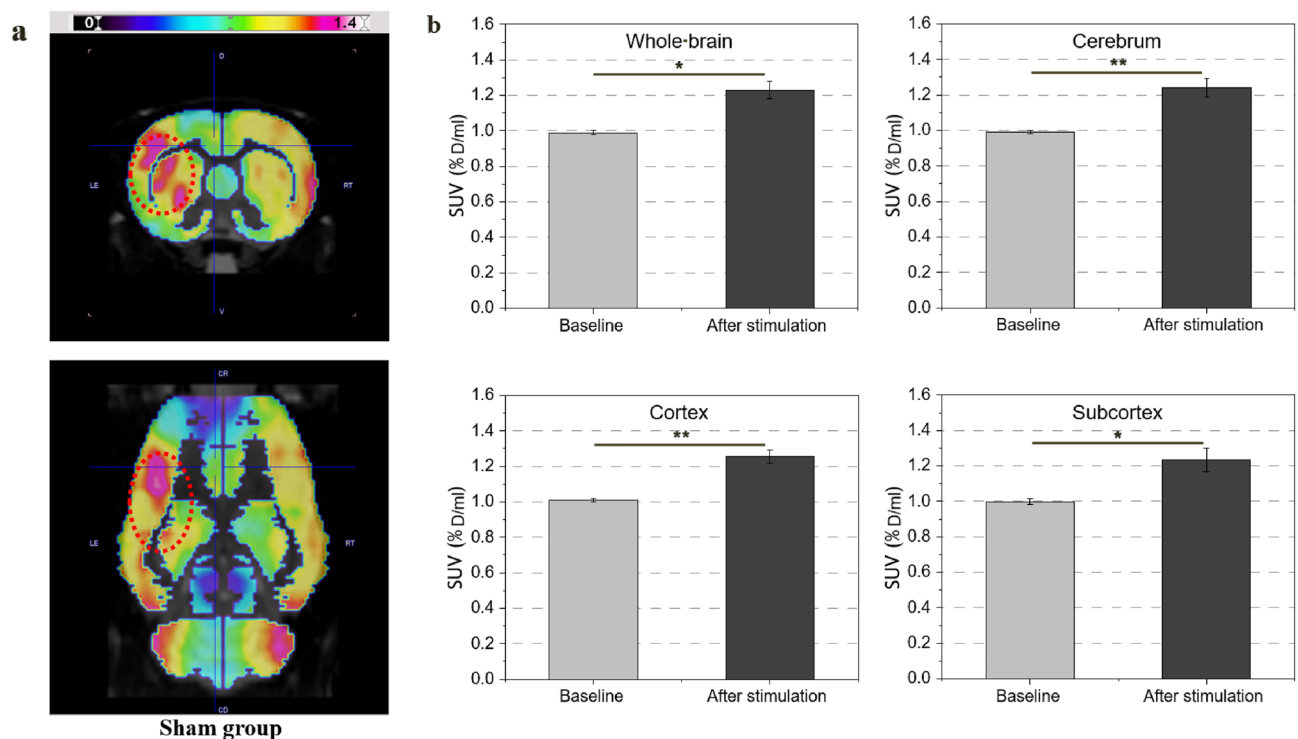 a
0
1.4
D
LE
RT
V
CR
LE
RT
CD
Sham group
b
Whole-brain
*
SUV (% D/ml)
1.6
1.4
1.2
1.0
0.8
0.6
0.4
0.2
0.0
Baseline
After stimulation
Cerebrum
**
SUV (% D/ml)
1.6
1.4
1.2
1.0
0.8
0.6
0.4
0.2
0.0
Baseline
After stimulation
Cortex
**
SUV (% D/ml)
1.6
1.4
1.2
1.0
0.8
0.6
0.4
0.2
0.0
Baseline
After stimulation
Subcortex
*
SUV (% D/ml)
1.6
1.4
1.2
1.0
0.8
0.6
0.4
0.2
0.0
Baseline
After stimulation